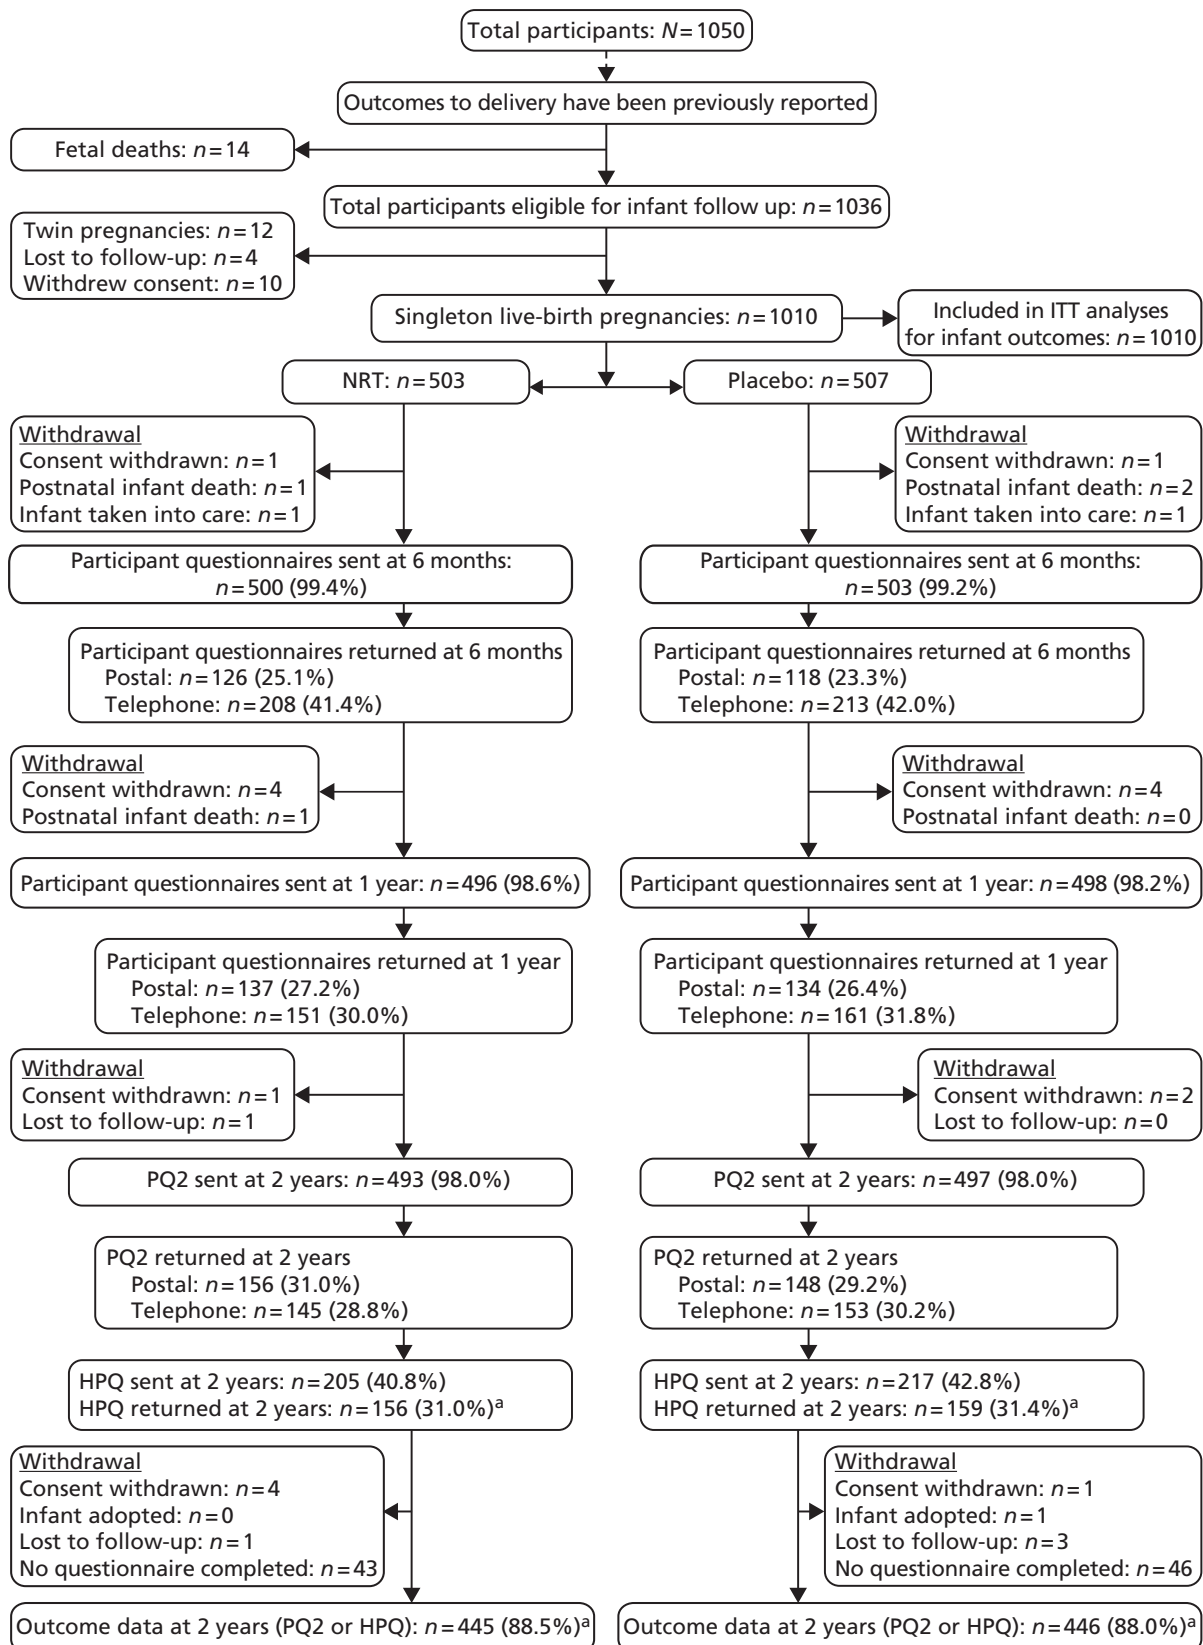 Total participants: N=1050
Outcomes to delivery have been previously reported
Fetal deaths: n=14
Total participants eligible for infant follow up: n=1036
Twin pregnancies: n=12
Lost to follow-up: n=4
Withdrew consent: n=10
Singleton live-birth pregnancies: n=1010
Included in ITT analyses
for infant outcomes: n=1010
NRT: n=503
Placebo: n=507
Withdrawal
Consent withdrawn: n=1
Postnatal infant death: n=1
Infant taken into care: n=1
Withdrawal
Consent withdrawn: n=1
Postnatal infant death: n=2
Infant taken into care: n=1
Participant questionnaires sent at 6 months:
n=500 (99.4%)
Participant questionnaires sent at 6 months:
n=503 (99.2%)
Participant questionnaires returned at 6 months
Postal: n=126 (25.1%)
Telephone: n=208 (41.4%)
Participant questionnaires returned at 6 months
Postal: n=118 (23.3%)
Telephone: n=213 (42.0%)
Withdrawal
Consent withdrawn: n=4
Postnatal infant death: n=1
Withdrawal
Consent withdrawn: n=4
Postnatal infant death: n=0
Participant questionnaires sent at 1 year: n=496 (98.6%)
Participant questionnaires sent at 1 year: n=498 (98.2%)
Participant questionnaires returned at 1 year
Postal: n=137 (27.2%)
Telephone: n=151 (30.0%)
Participant questionnaires returned at 1 year
Postal: n=134 (26.4%)
Telephone: n=161 (31.8%)
Withdrawal
Consent withdrawn: n=1
Lost to follow-up: n=1
Withdrawal
Consent withdrawn: n=2
Lost to follow-up: n=0
PQ2 sent at 2 years: n=493 (98.0%)
PQ2 sent at 2 years: n=497 (98.0%)
PQ2 returned at 2 years
Postal: n=156 (31.0%)
Telephone: n=145 (28.8%)
PQ2 returned at 2 years
Postal: n=148 (29.2%)
Telephone: n=153 (30.2%)
HPQ sent at 2 years: n=205 (40.8%)
HPQ returned at 2 years: n=156 (31.0%)a
HPQ sent at 2 years: n=217 (42.8%)
HPQ returned at 2 years: n=159 (31.4%)a
Withdrawal
Consent withdrawn: n=4
Infant adopted: n=0
Lost to follow-up: n=1
No questionnaire completed: n=43
Withdrawal
Consent withdrawn: n=1
Infant adopted: n=1
Lost to follow-up: n=3
No questionnaire completed: n=46
Outcome data at 2 years (PQ2 or HPQ): n=445 (88.5%)a
Outcome data at 2 years (PQ2 or HPQ): n=446 (88.0%)a